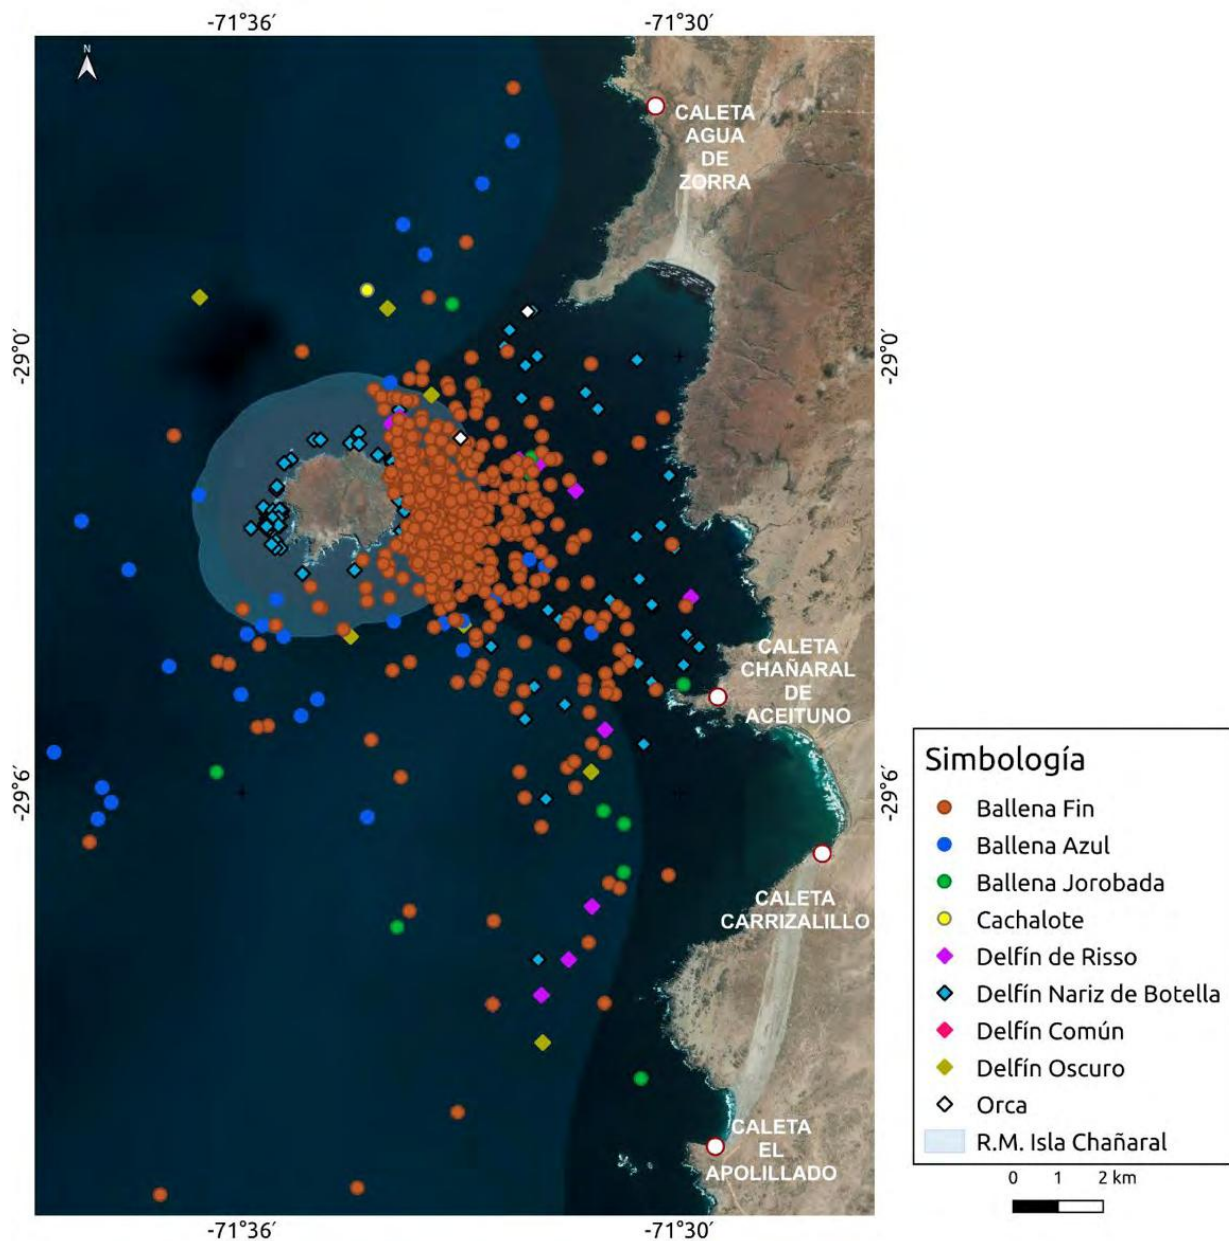 -71°36′
-71°30′
N
CALETA
AGUA
DE
ZORRA
-29°0′
-29°0′
CALETA
CHAÑARAL
DE
ACEITUNO
-29°6′
-29°6′
CALETA
CARRIZALILLO
CALETA
EL
APOLILLADO
-71°36′
-71°30′
Simbología
Ballena Fin
Ballena Azul
Ballena Jorobada
Cachalote
Delfín de Risso
Delfín Nariz de Botella
Delfín Común
Delfín Oscuro
Orca
R.M. Isla Chañaral
0 1 2 km